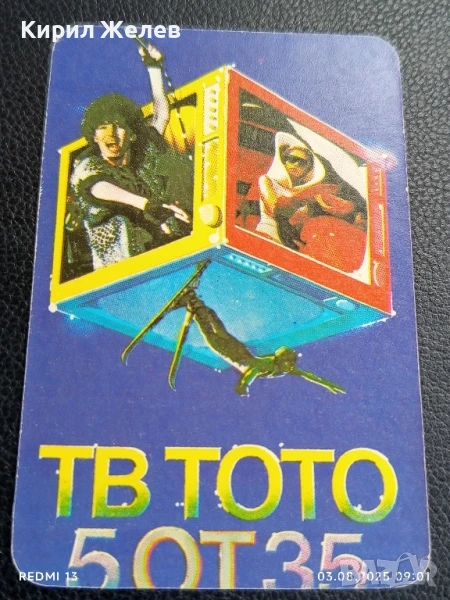 Кирил Желев
ТВ ТОТО
5 ОТ 35
REDMI 13
03.08.2025 09:01